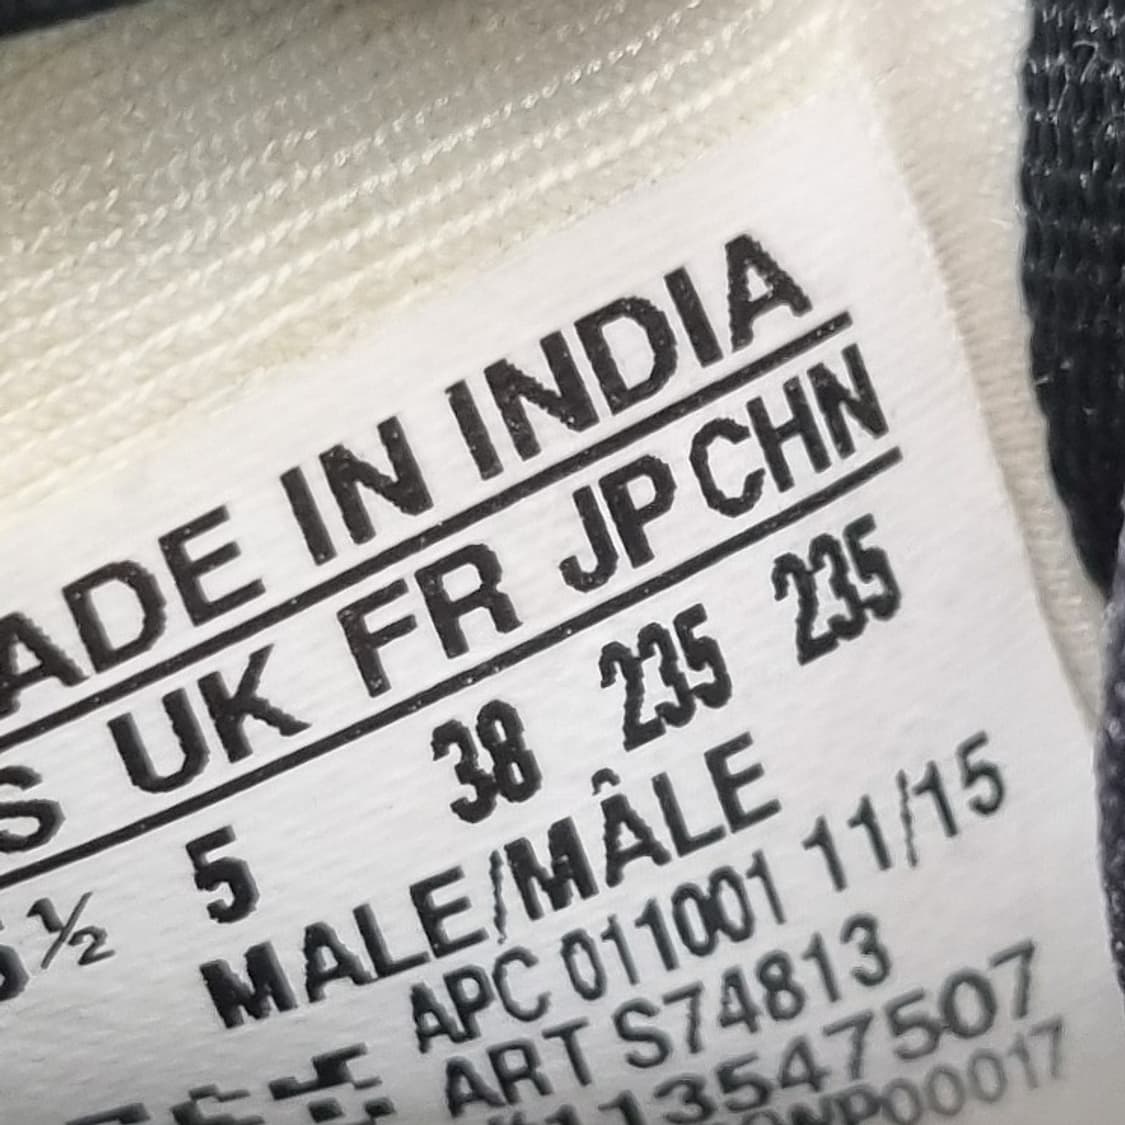 ADE IN INDIA
S UK FR JP CHN
½ 5 38 235 235
MALE/MÂLE
APC 011001 11/15
ART S74813
113547507
P00017